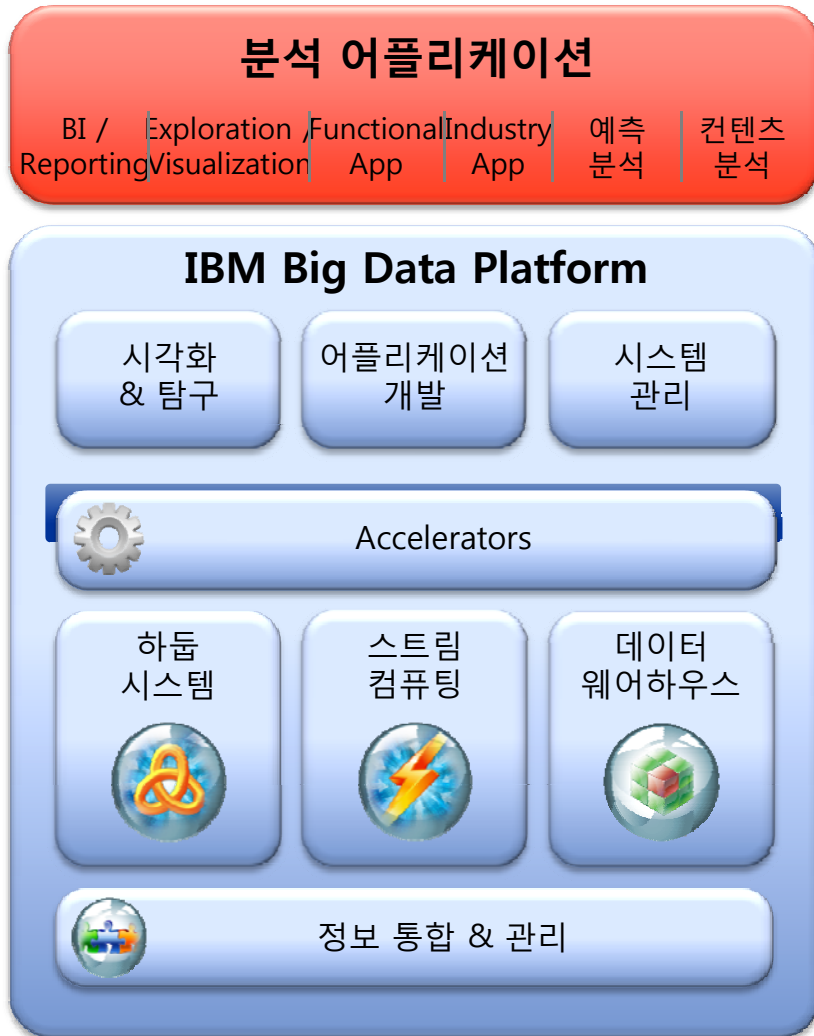 분석 어플리케이션
BI /
Reporting
Exploration /
Visualization
Functional
App
Industry
App
예측
분석
컨텐츠
분석
IBM Big Data Platform
시각화
& 탐구
어플리케이션
개발
시스템
관리
Accelerators
하둡
시스템
스트림
컴퓨팅
데이터
웨어하우스
정보 통합 & 관리